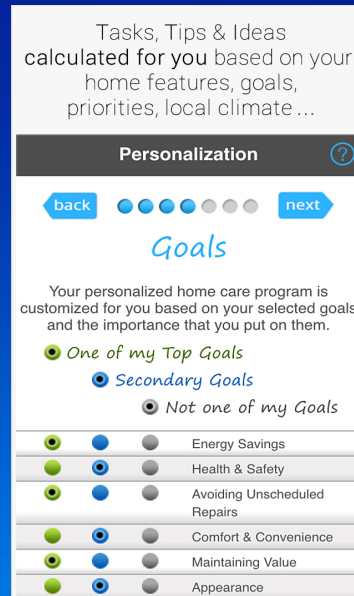 Tasks, Tips & Ideas
calculated for you based on your
home features, goals,
priorities, local climate...
Personalization
?
back
next
Goals
Your personalized home care program is
customized for you based on your selected goals
and the importance that you put on them.
One of my Top Goals
Secondary Goals
Not one of my Goals
Energy Savings
Health & Safety
Avoiding Unscheduled
Repairs
Comfort & Convenience
Maintaining Value
Appearance